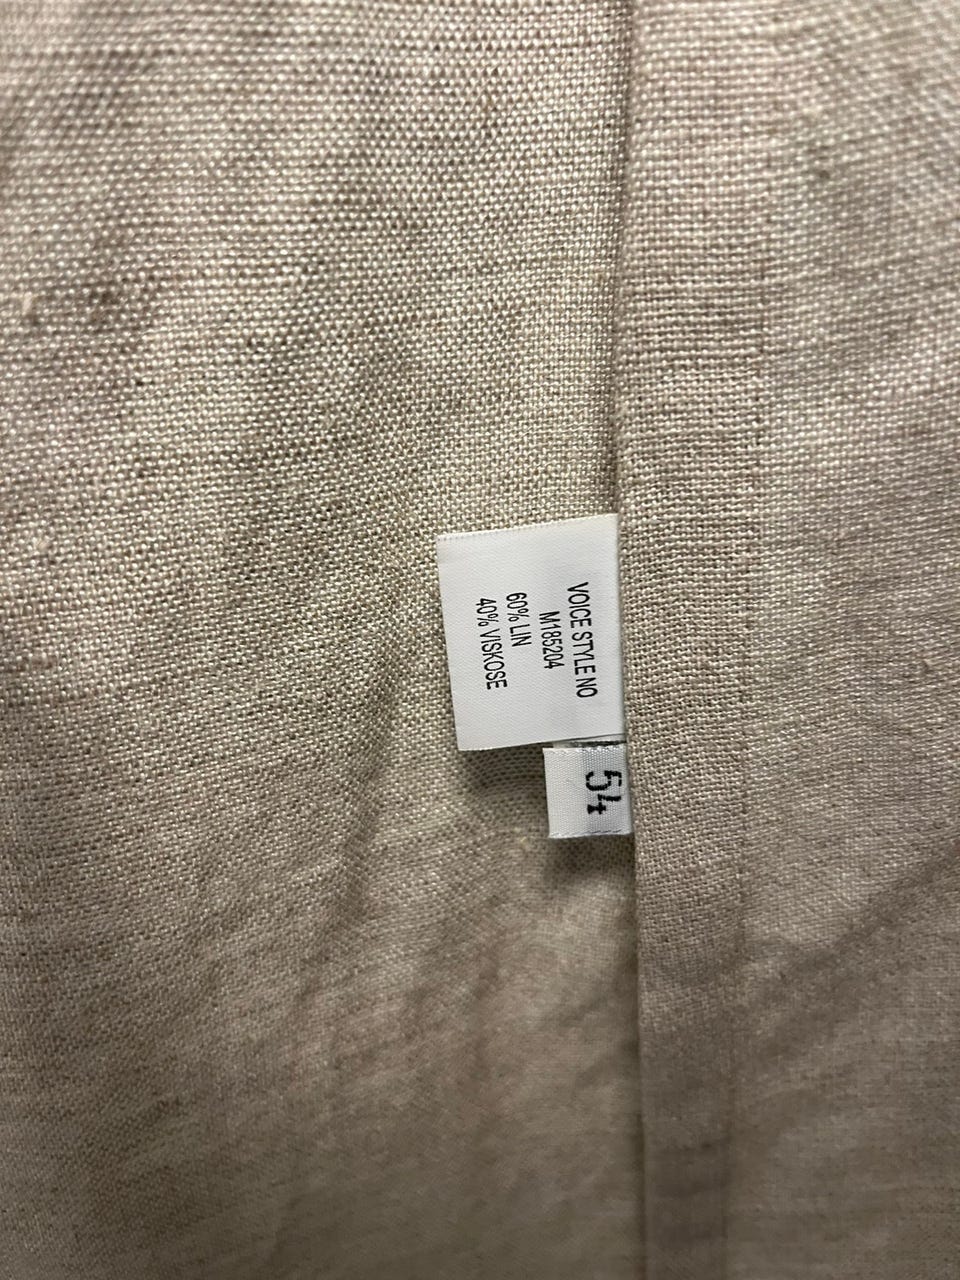 VOICE STYLE NO
M185204
60% LIN
40% VISKOSE
54